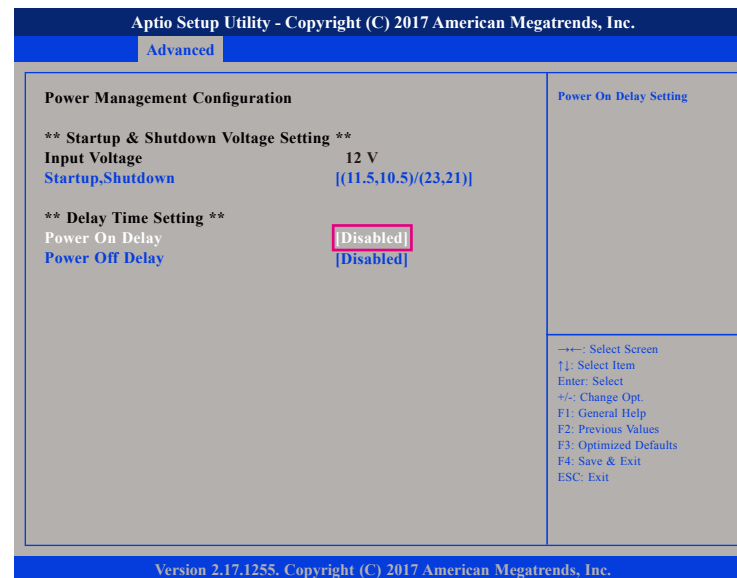 Aptio Setup Utility - Copyright (C) 2017 American Megatrends, Inc.
Advanced
Power Management Configuration
** Startup & Shutdown Voltage Setting **
Input Voltage 12 V
Startup,Shutdown [(11.5,10.5)/(23,21)]
** Delay Time Setting **
Power On Delay [Disabled]
Power Off Delay [Disabled]
Power On Delay Setting
→←: Select Screen
↑↓: Select Item
Enter: Select
+/-: Change Opt.
F1: General Help
F2: Previous Values
F3: Optimized Defaults
F4: Save & Exit
ESC: Exit
Version 2.17.1255. Copyright (C) 2017 American Megatrends, Inc.